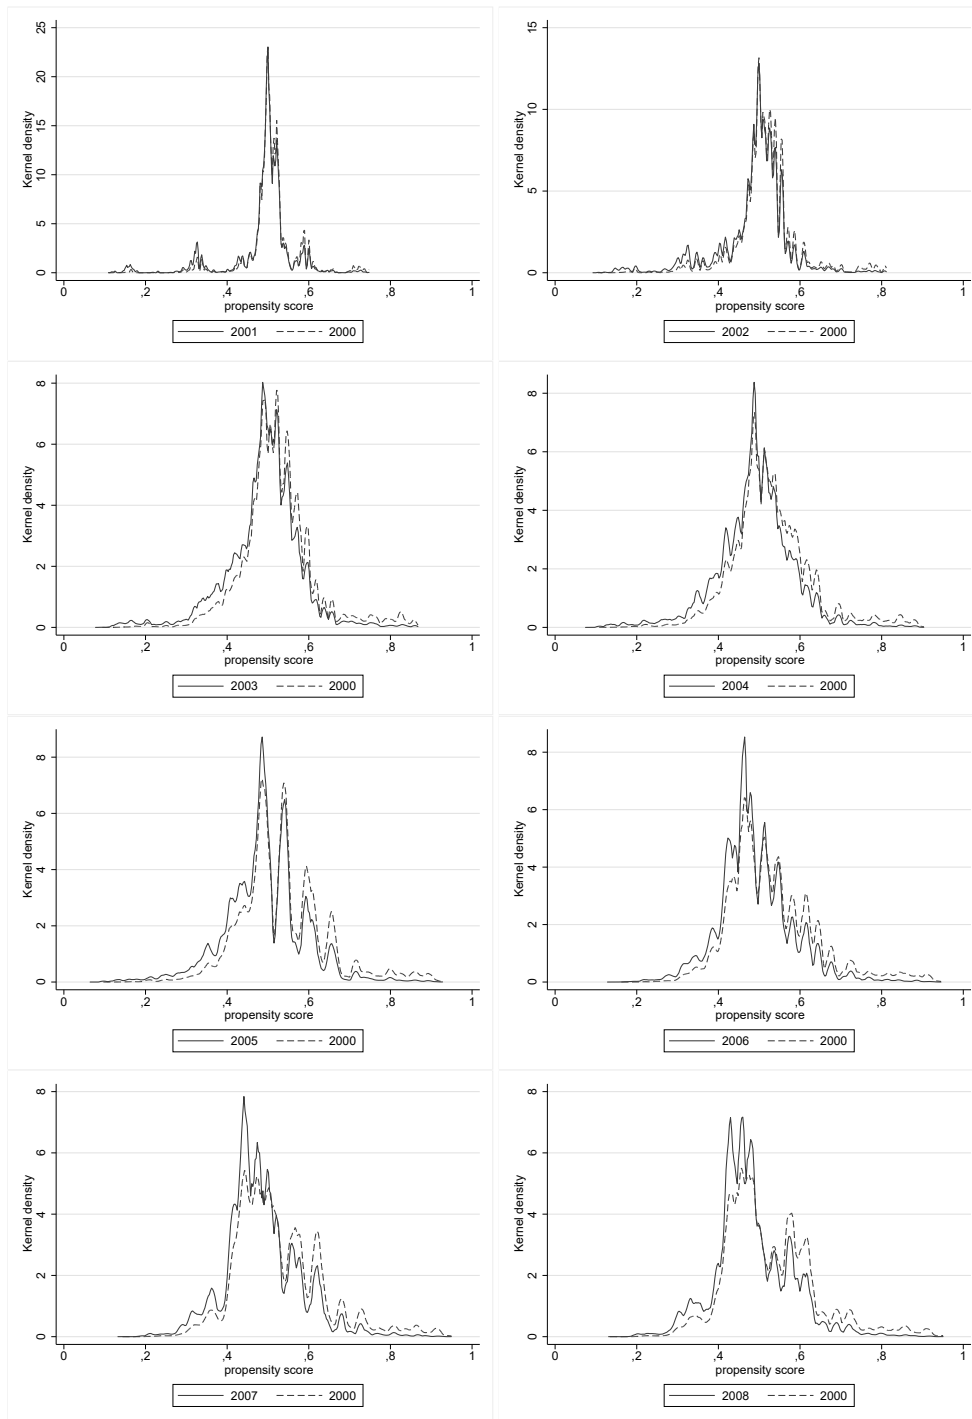 25
20
15
10
5
0
Kernel density
0 ,2 ,4 ,6 ,8 1
propensity score
2001 2000
15
10
5
0
Kernel density
0 ,2 ,4 ,6 ,8 1
propensity score
2002 2000
8
6
4
2
0
Kernel density
0 ,2 ,4 ,6 ,8 1
propensity score
2003 2000
8
6
4
2
0
Kernel density
0 ,2 ,4 ,6 ,8 1
propensity score
2004 2000
8
6
4
2
0
Kernel density
0 ,2 ,4 ,6 ,8 1
propensity score
2005 2000
8
6
4
2
0
Kernel density
0 ,2 ,4 ,6 ,8 1
propensity score
2006 2000
8
6
4
2
0
Kernel density
0 ,2 ,4 ,6 ,8 1
propensity score
2007 2000
8
6
4
2
0
Kernel density
0 ,2 ,4 ,6 ,8 1
propensity score
2008 2000